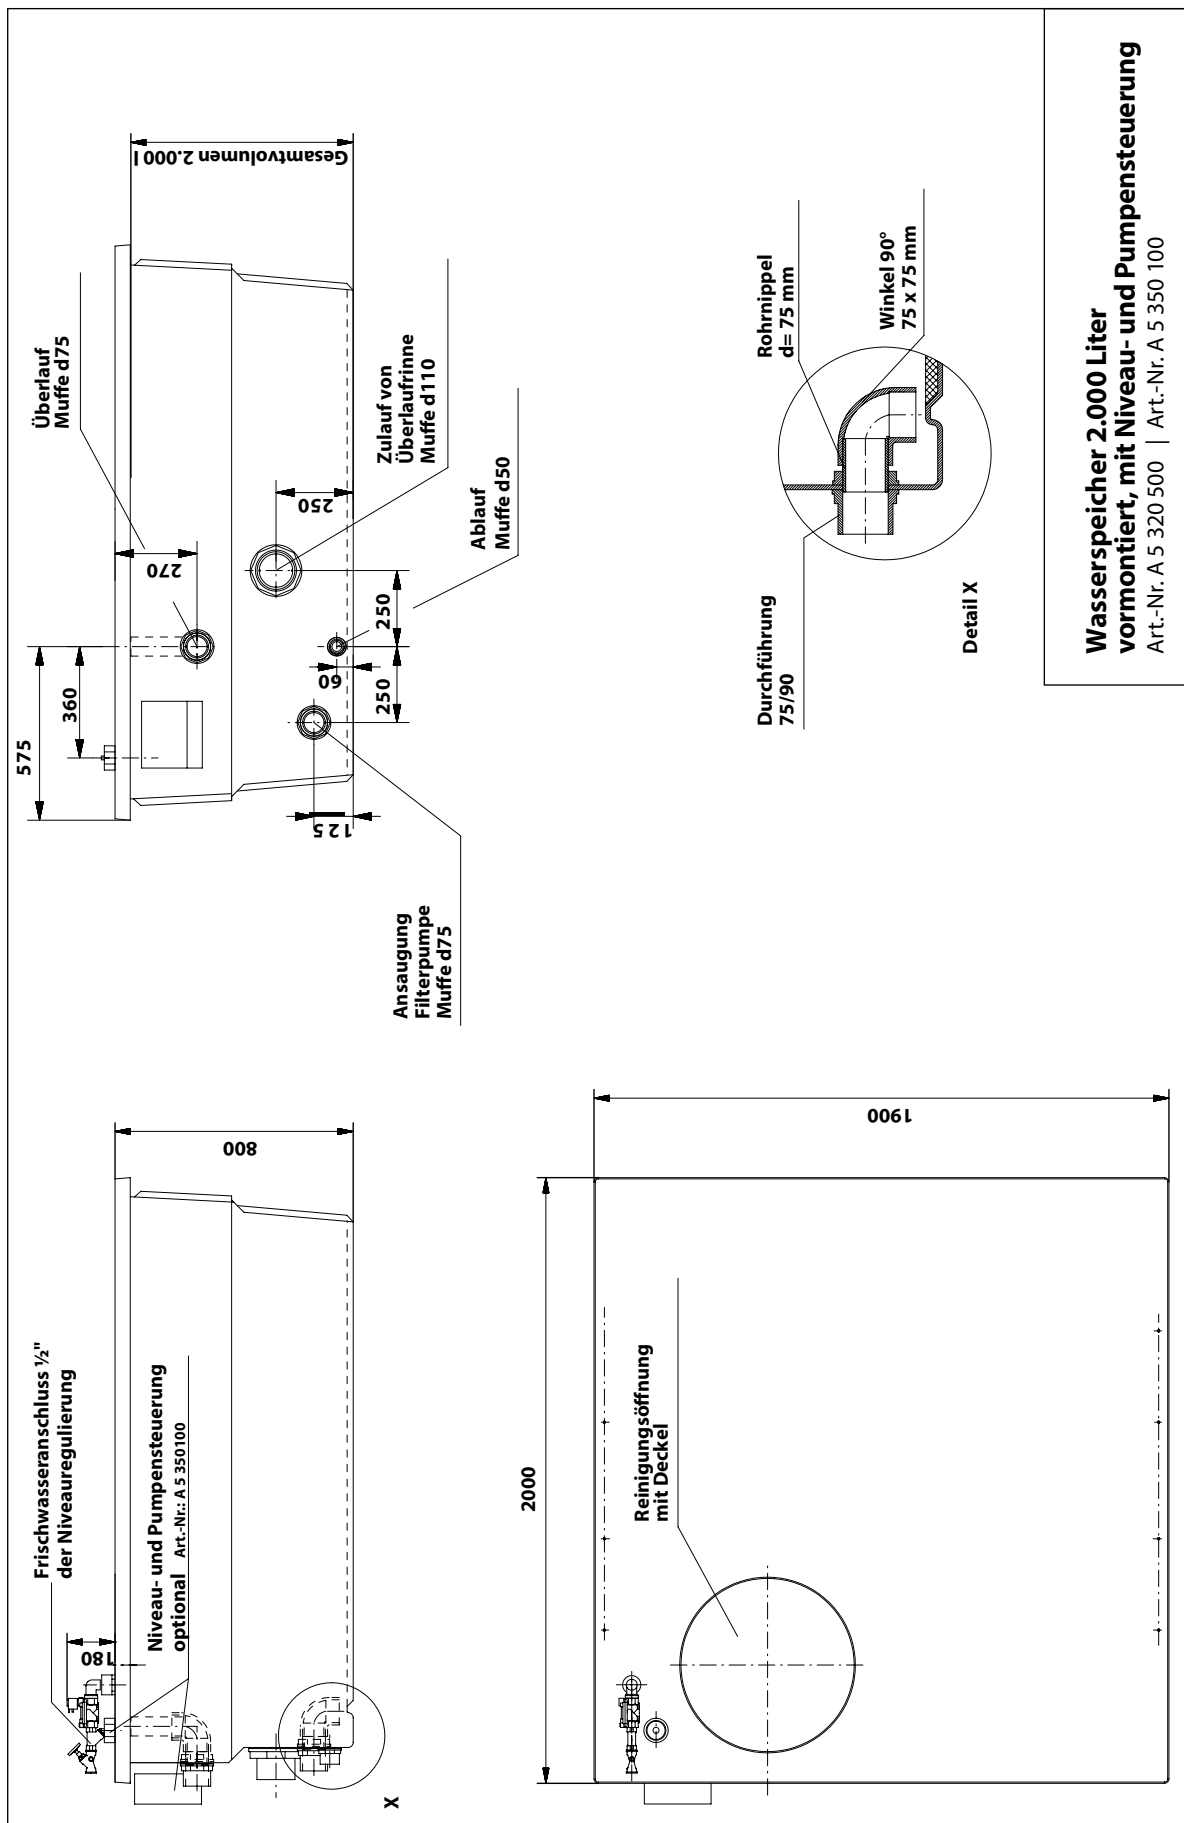 Frischwasseranschluss ½"
der Niveauregulierung
180
Niveau- und Pumpensteuerung
optional Art.-Nr.: A 5 350100
800
X
2000
1900
Reinigungsöffnung
mit Deckel
575
360
270
Überlauf
Muffe d75
Gesamtvolumen 2.000 l
250
Zulauf von
Überlaufrinne
Muffe d110
250
250
60
125
Ablauf
Muffe d50
Ansaugung
Filterpumpe
Muffe d75
Durchführung
75/90
Rohrnippel
d= 75 mm
Winkel 90°
75 x 75 mm
Detail X
Wasserspeicher 2.000 Liter
vormontiert, mit Niveau- und Pumpensteuerung
Art.-Nr. A 5 320 500 | Art.-Nr. A 5 350 100